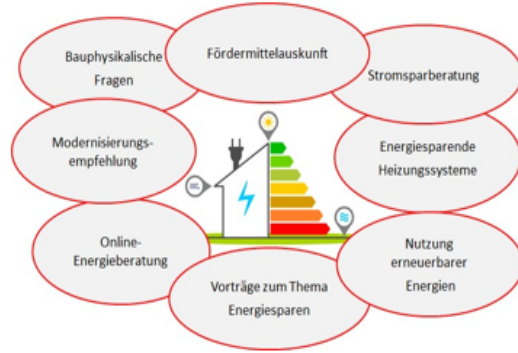 Fördermittelauskunft
Bauphysikalische
Fragen
Stromsparberatung
Modernisierungs-
empfehlung
Energiesparende
Heizungssysteme
Online-
Energieberatung
Nutzung
erneuerbarer
Energien
Vorträge zum Thema
Energiesparen